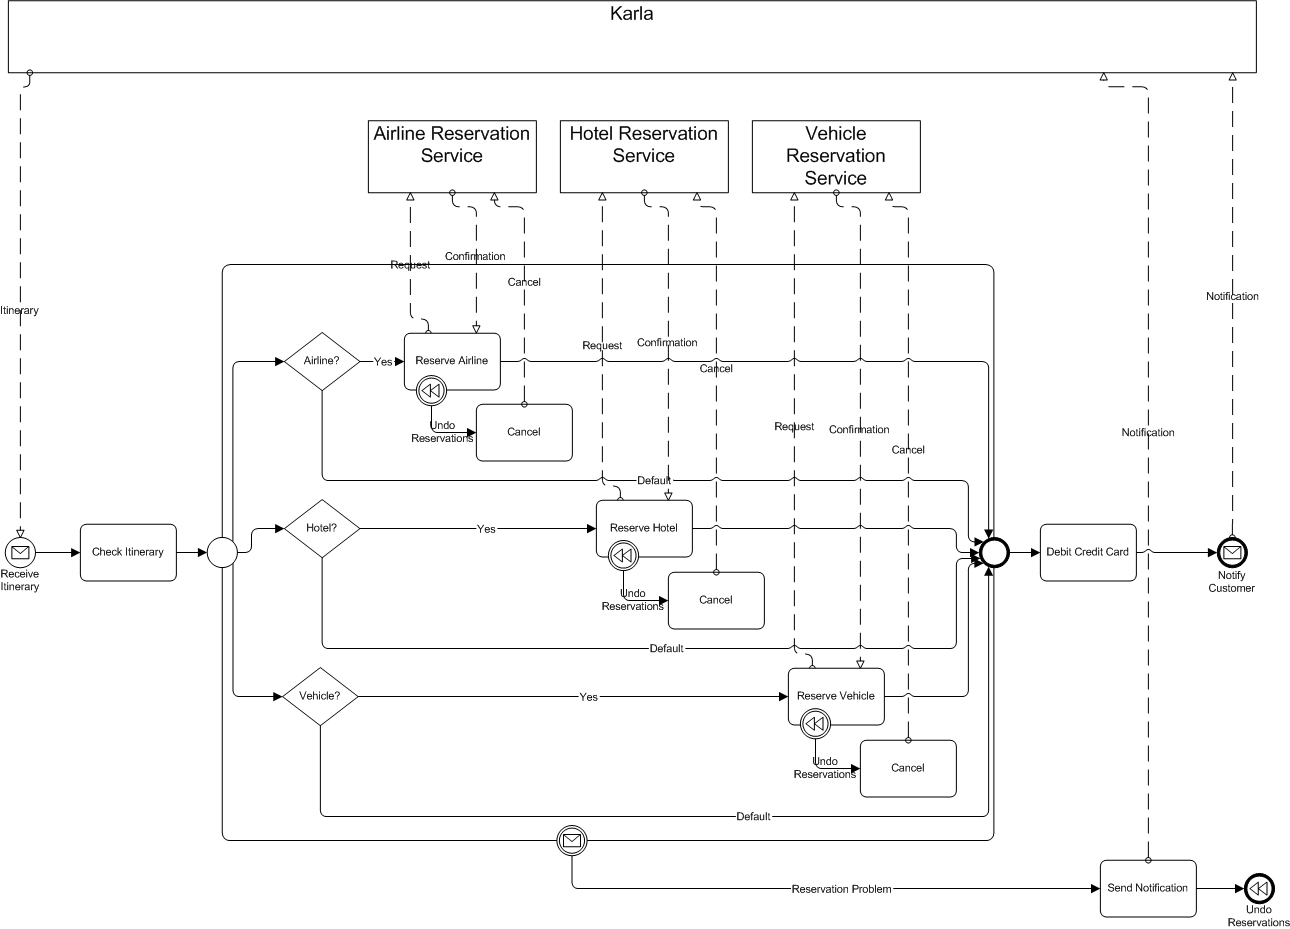 Karla
Airline Reservation
Service
Hotel Reservation
Service
Vehicle
Reservation
Service
Confirmation
Request
Cancel
Itinerary
Notification
Request
Confirmation
Airline?
Yes
Reserve Airline
Cancel
Undo
Reservations
Cancel
Request
Confirmation
Notification
Cancel
Default
Hotel?
Yes
Reserve Hotel
Check Itinerary
Debit Credit Card
Receive
Itinerary
Notify
Customer
Undo
Reservations
Cancel
Default
Vehicle?
Yes
Reserve Vehicle
Undo
Reservations
Cancel
Default
Reservation Problem
Send Notification
Undo
Reservations